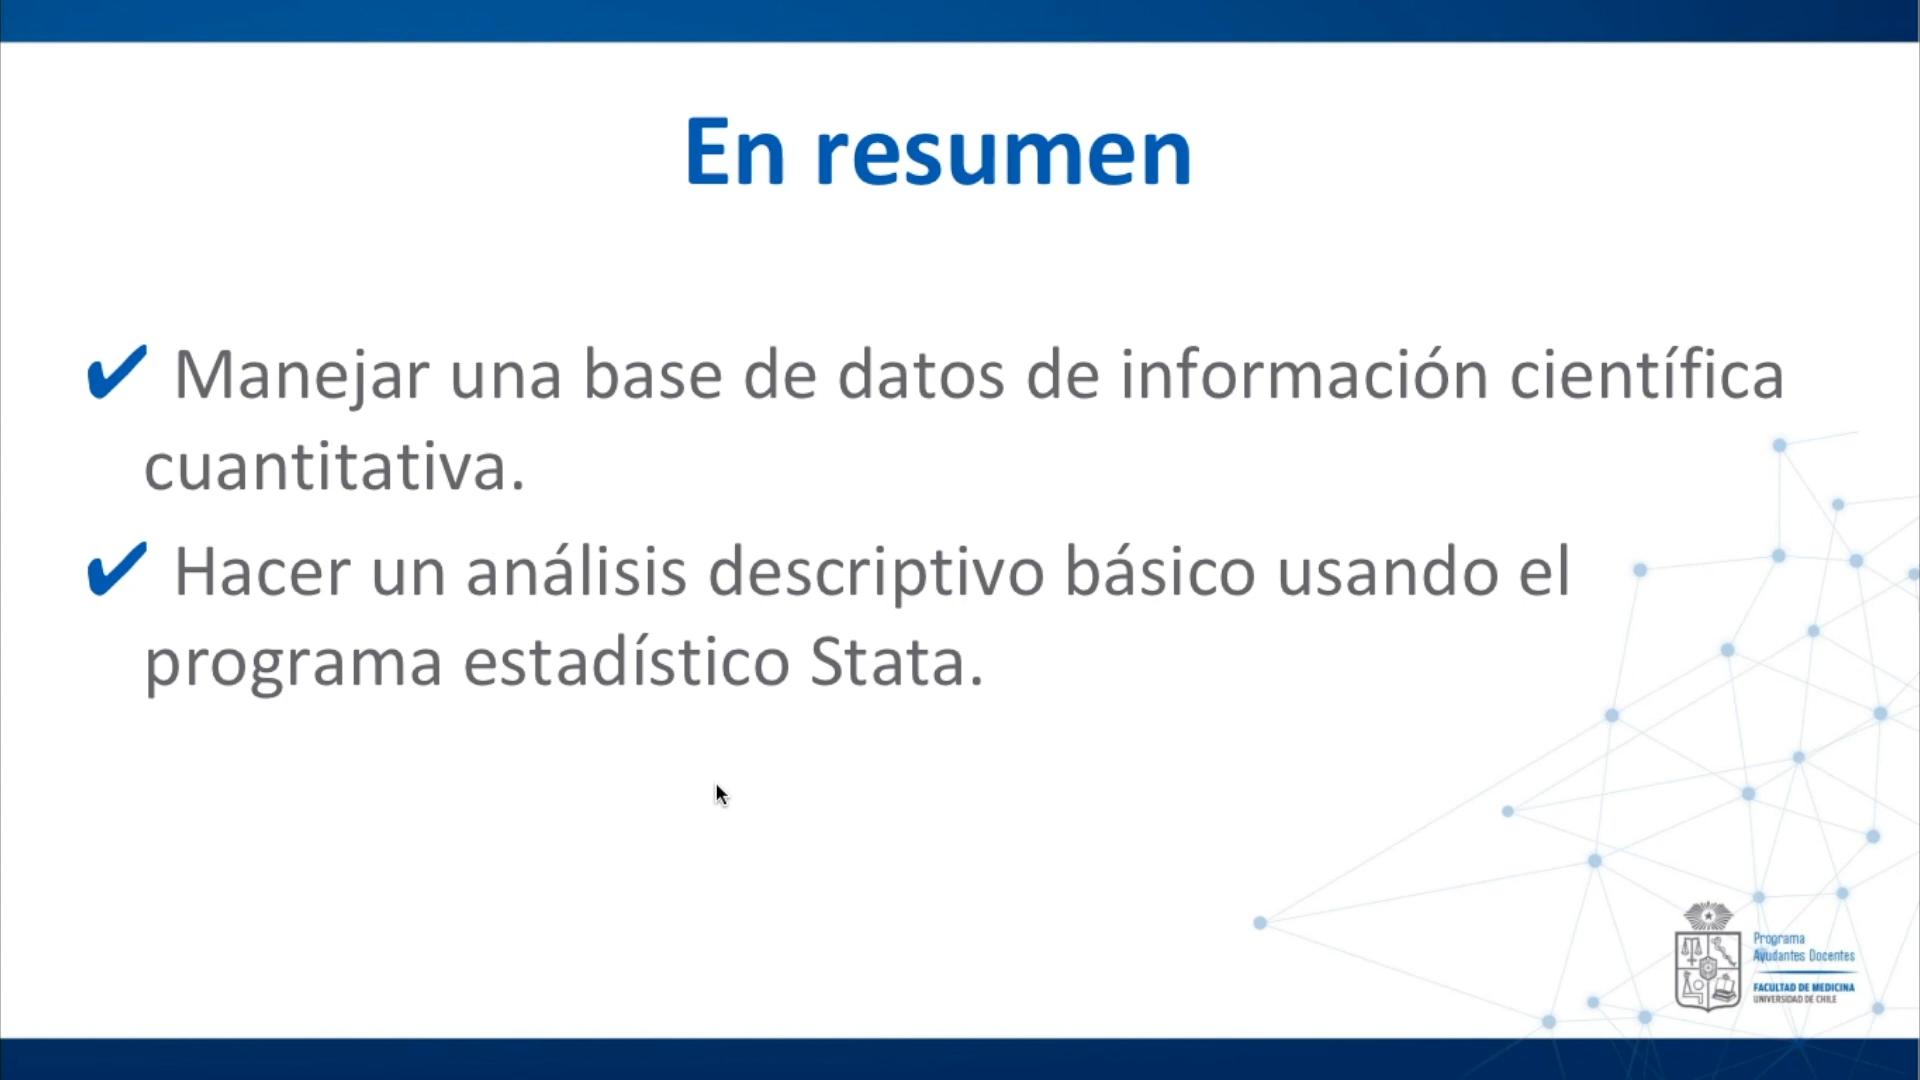 En resumen
✔ Manejar una base de datos de información científica
cuantitativa.
✔ Hacer un análisis descriptivo básico usando el
programa estadístico Stata.
Programa
Ayudantes Docentes
FACULTAD DE MEDICINA
UNIVERSIDAD DE CHILE